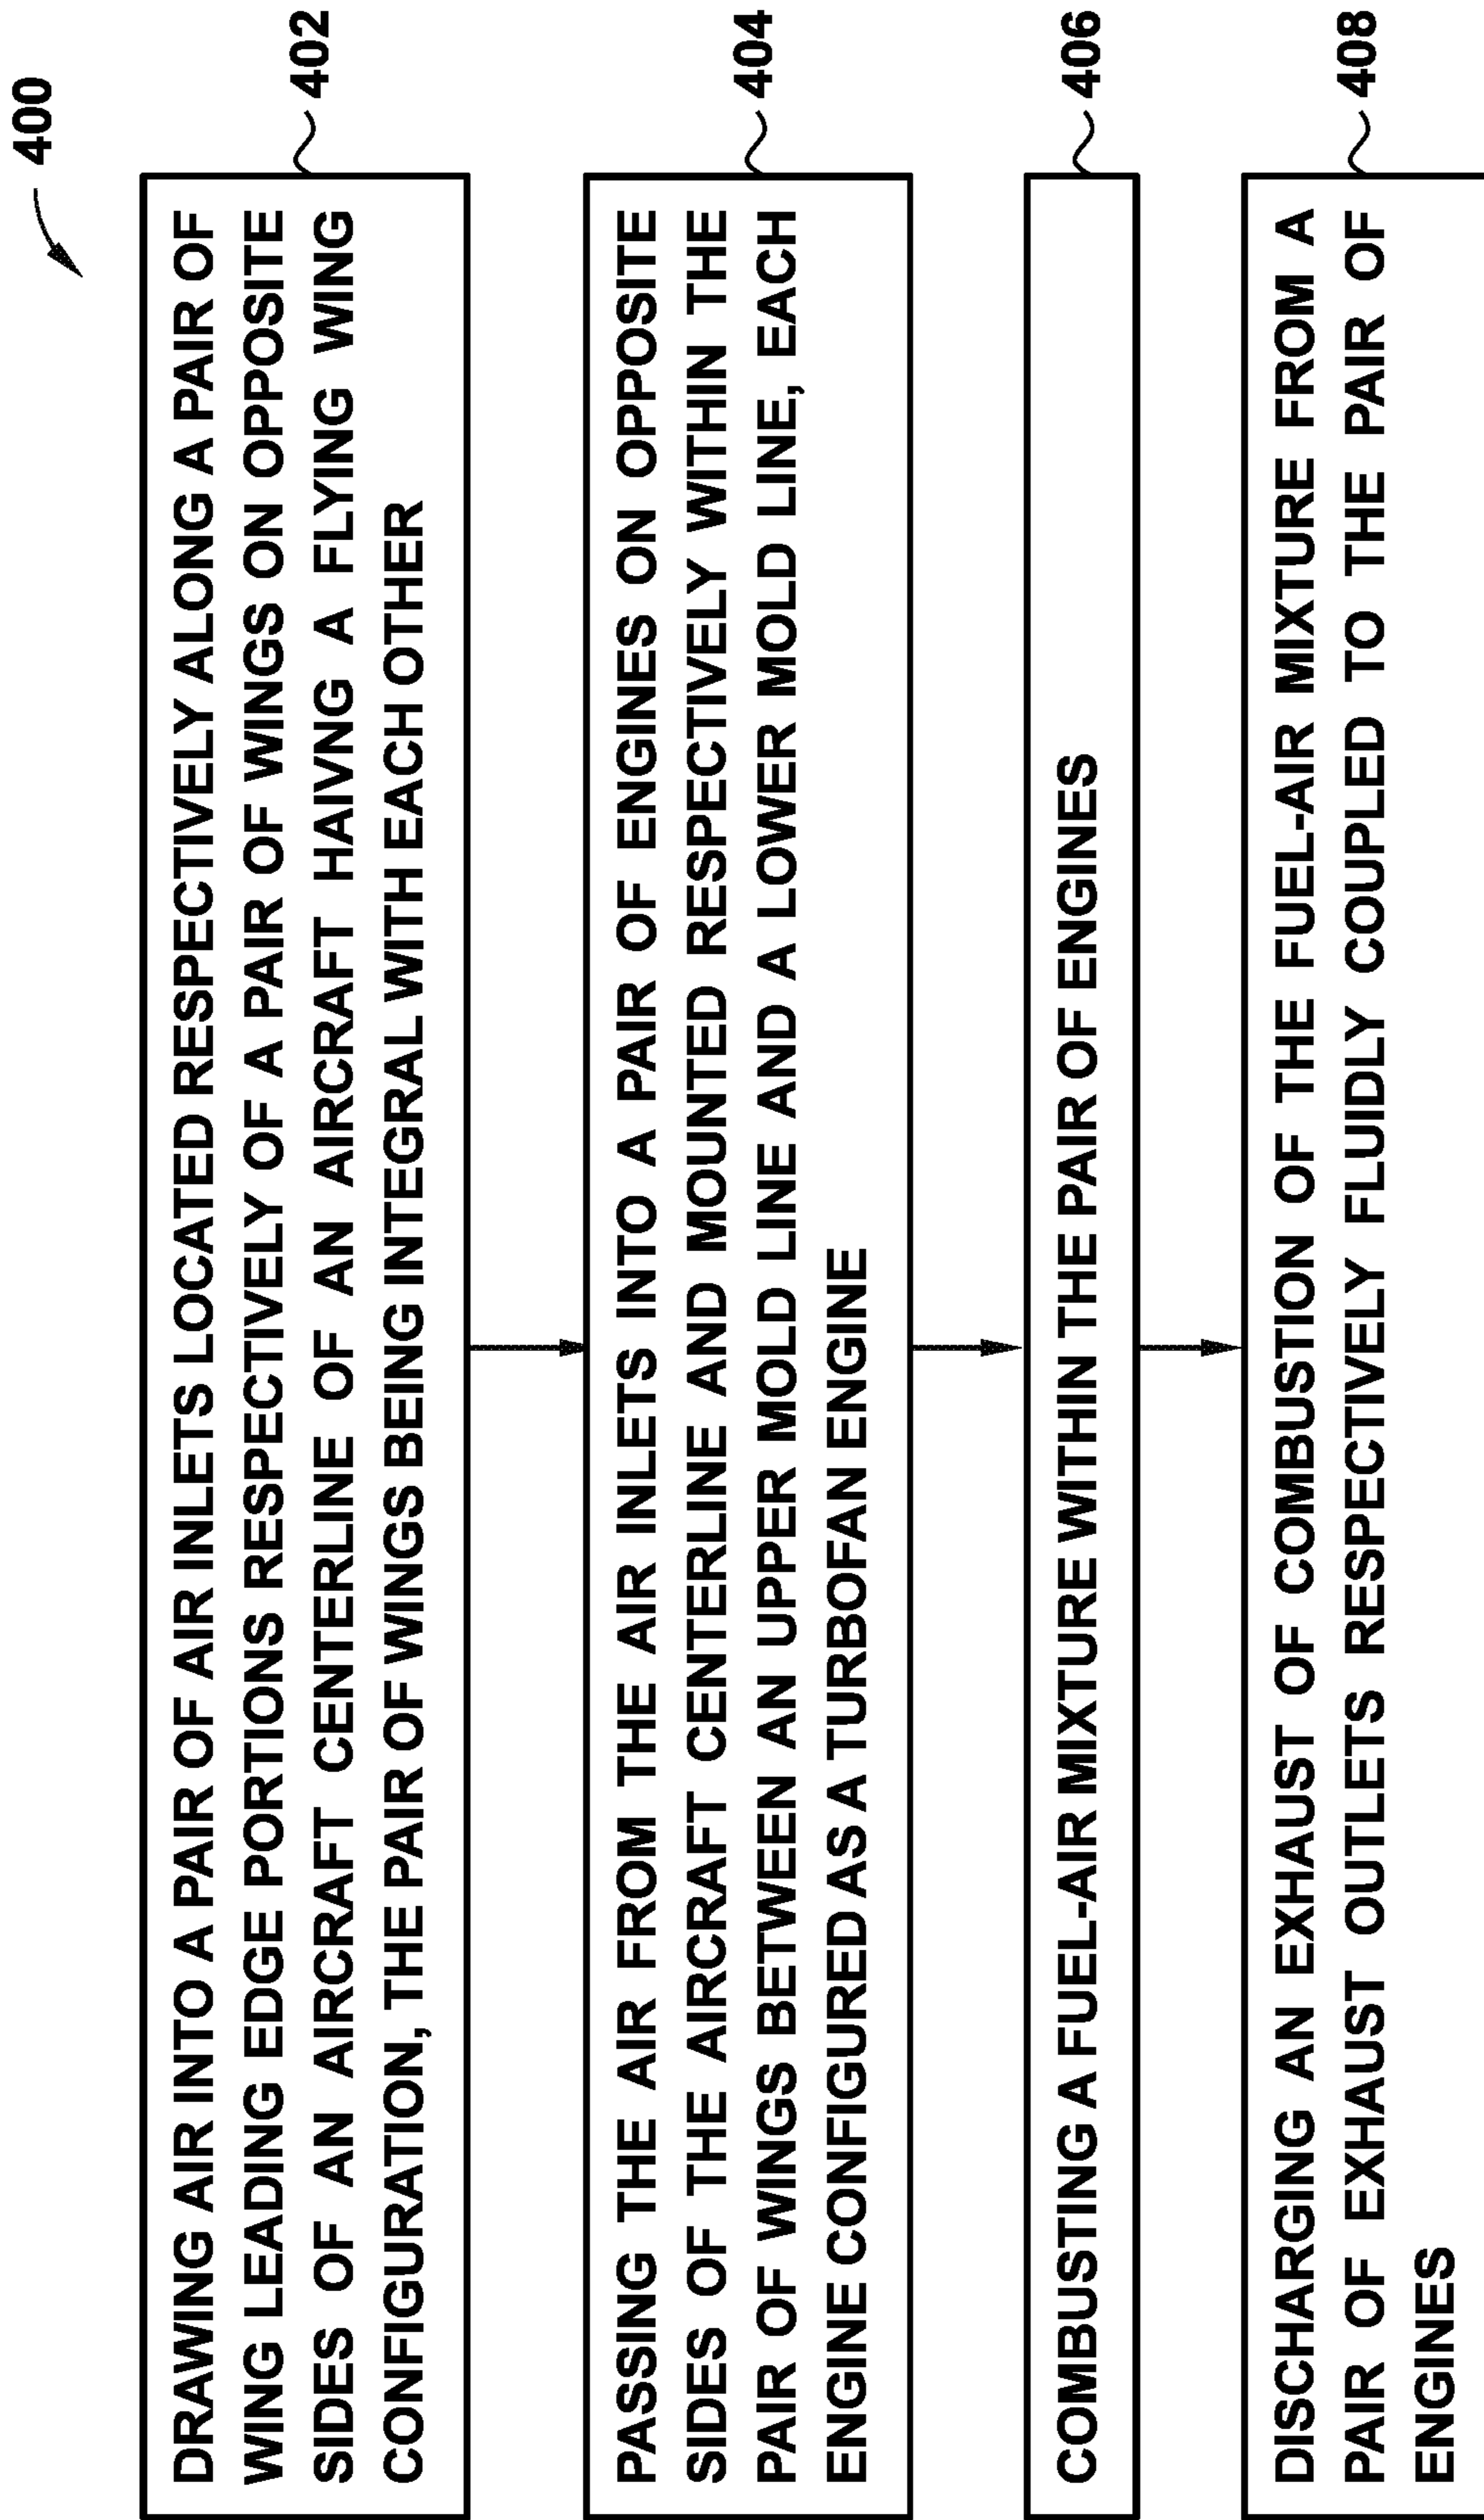 400
DRAWING AIR INTO A PAIR OF AIR INLETS LOCATED RESPECTIVELY ALONG A PAIR OF
WING LEADING EDGE PORTIONS RESPECTIVELY OF A PAIR OF WINGS ON OPPOSITE
SIDES OF AN AIRCRAFT CENTERLINE OF AN AIRCRAFT HAIVNG A FLYING WING
CONFIGURATION, THE PAIR OF WINGS BEING INTEGRAL WITH EACH OTHER
402
PASSING THE AIR FROM THE AIR INLETS INTO A PAIR OF ENGINES ON OPPOSITE
SIDES OF THE AIRCRAFT CENTERLINE AND MOUNTED RESPECTIVELY WITHIN THE
PAIR OF WINGS BETWEEN AN UPPER MOLD LINE AND A LOWER MOLD LINE, EACH
ENGINE CONFIGURED AS A TURBOFAN ENGINE
404
COMBUSTING A FUEL-AIR MIXTURE WITHIN THE PAIR OF ENGINES
406
DISCHARGING AN EXHAUST OF COMBUSTION OF THE FUEL-AIR MIXTURE FROM A
PAIR OF EXHAUST OUTLETS RESPECTIVELY FLUIDLY COUPLED TO THE PAIR OF
ENGINES
408